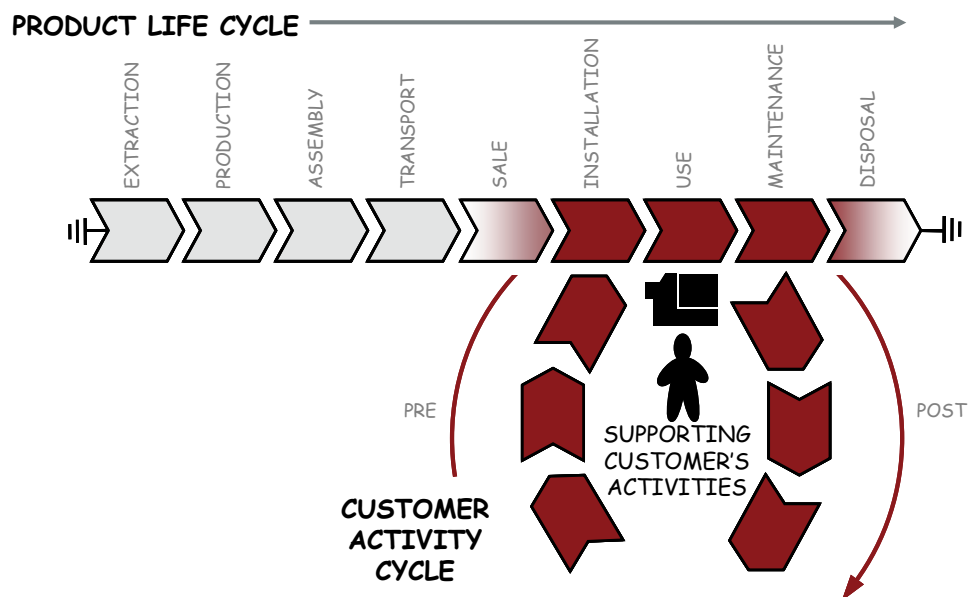 PRODUCT LIFE CYCLE
EXTRACTION
PRODUCTION
ASSEMBLY
TRANSPORT
SALE
INSTALLATION
USE
MAINTENANCE
DISPOSAL
PRE
POST
SUPPORTING
CUSTOMER'S
ACTIVITIES
CUSTOMER
ACTIVITY
CYCLE